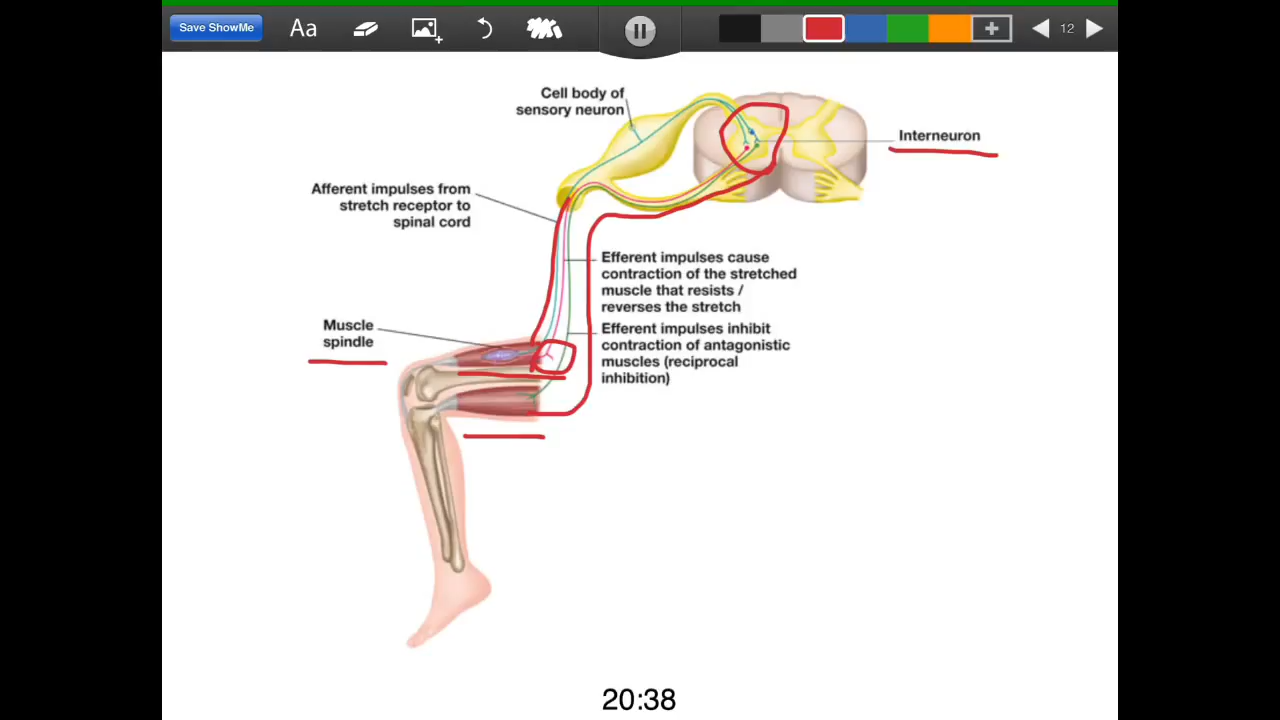 Save ShowMe
Aa
12
Cell body of
sensory neuron
Interneuron
Afferent impulses from
stretch receptor to
spinal cord
Efferent impulses cause
contraction of the stretched
muscle that resists /
reverses the stretch
Muscle
spindle
Efferent impulses inhibit
contraction of antagonistic
muscles (reciprocal
inhibition)
20:38